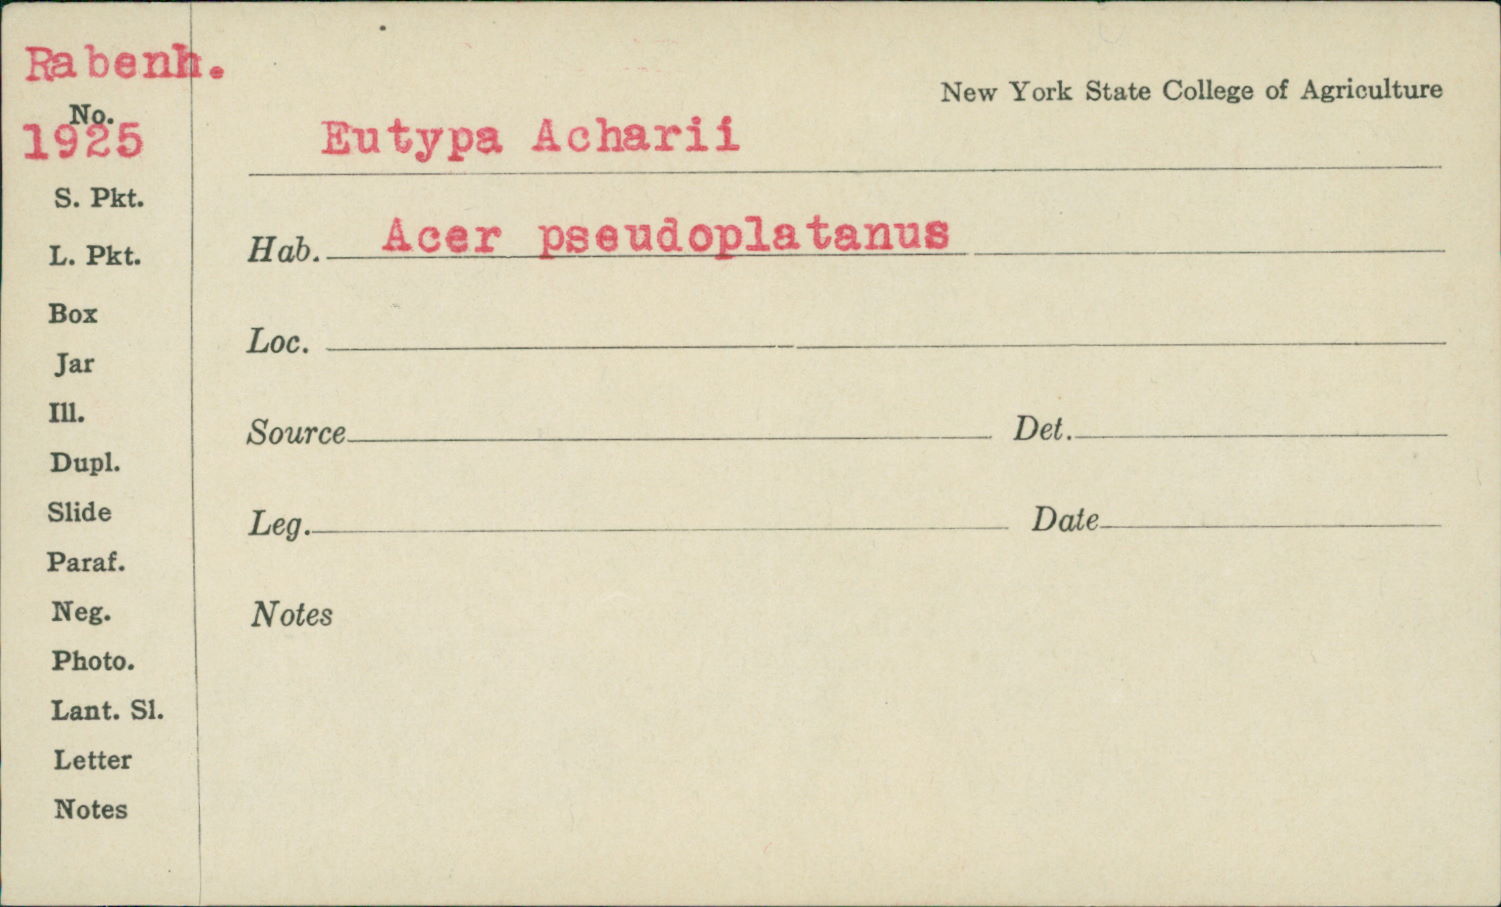 Rabenh.
No.
1925
S. Pkt.
L. Pkt.
Box
Jar
Ill.
Dupl.
Slide
Paraf.
Neg.
Photo.
Lant. Sl.
Letter
Notes
New York State College of Agriculture
Eutypa Acharii
Hab. Acer pseudoplatanus
Loc.
Source Det.
Leg. Date
Notes